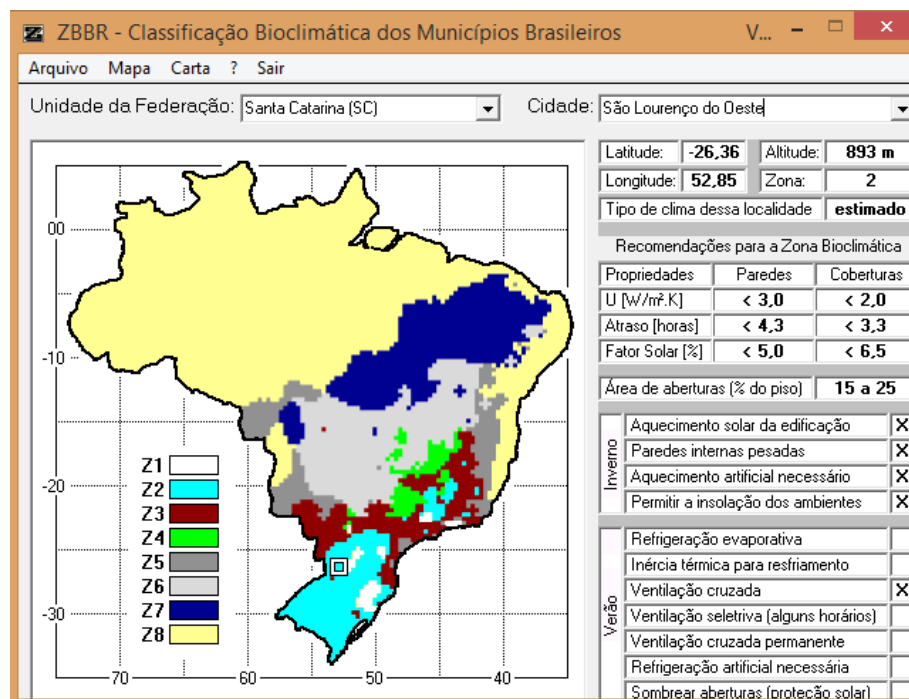 ZBBR - Classificação Bioclimática dos Municípios Brasileiros V...
Arquivo Mapa Carta ? Sair
Unidade da Federação: Santa Catarina (SC) Cidade: São Lourenço do Oeste
Latitude: -26,36 Altitude: 893 m
Longitude: 52,85 Zona: 2
Tipo de clima dessa localidade estimado
Recomendações para a Zona Bioclimática
Propriedades Paredes Coberturas
U [W/m².K] < 3,0 < 2,0
Atraso [horas] < 4,3 < 3,3
Fator Solar [%] < 5,0 < 6,5
Área de aberturas (% do piso) 15 a 25
Inverno
Aquecimento solar da edificação X
Paredes internas pesadas X
Aquecimento artificial necessário X
Permitir a insolação dos ambientes X
Verão
Refrigeração evaporativa
Inércia térmica para resfriamento
Ventilação cruzada X
Ventilação seletriva (alguns horários)
Ventilação cruzada permanente
Refrigeração artificial necessária
Sombrear aberturas (proteção solar)
00
-10
-20
-30
70 60 50 40
Z1
Z2
Z3
Z4
Z5
Z6
Z7
Z8